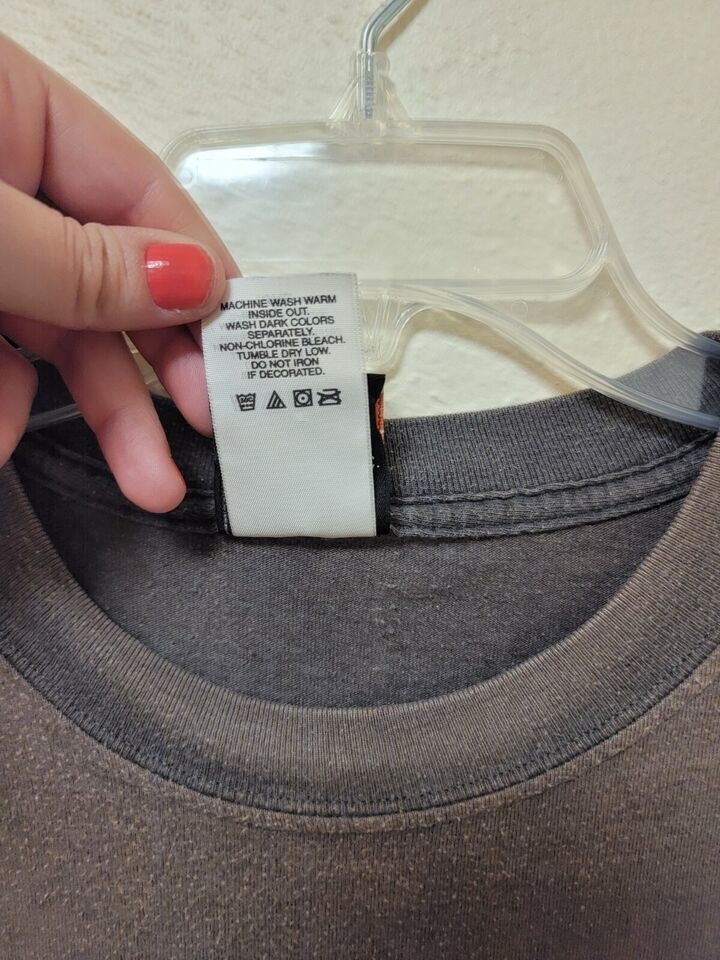 MACHINE WASH WARM
INSIDE OUT.
WASH DARK COLORS
SEPARATELY.
NON-CHLORINE BLEACH.
TUMBLE DRY LOW.
DO NOT IRON
IF DECORATED.